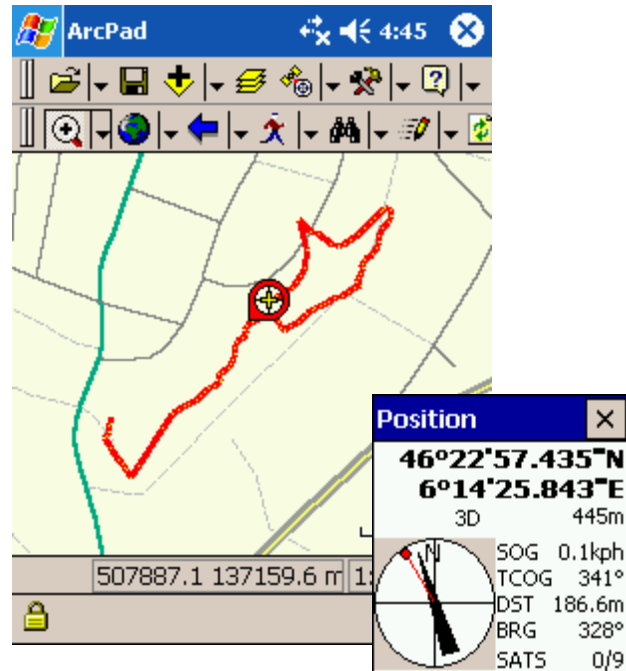 ArcPad 4:45
Position
46°22'57.435"N
6°14'25.843"E
3D 445m
N
SOG 0.1kph
TCOG 341°
DST 186.6m
BRG 328°
SATS 0/9
507887.1 137159.6 m 1: